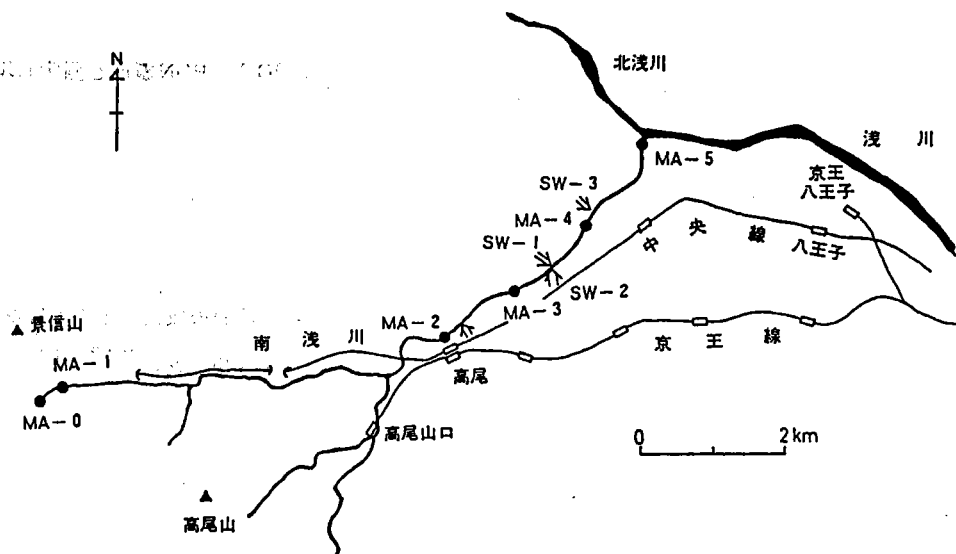 N
北浅川
浅川
MA-5
京王
八王子
SW-3
MA-4
SW-1
中央線
八王子
SW-2
MA-3
景信山
南浅川
MA-2
京王線
MA-1
高尾
MA-0
高尾山口
0 2km
高尾山